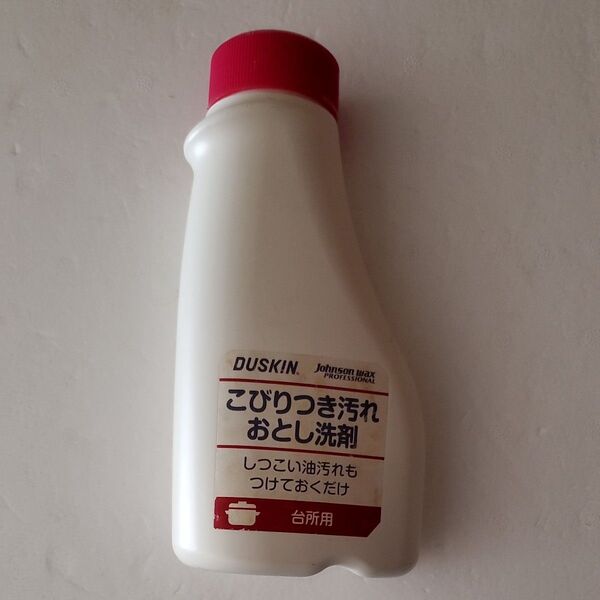 DUSKIN. Johnson wax
PROFESSIONAL
こびりつき汚れ
おとし洗剤
しつこい油汚れも
つけておくだけ
台所用